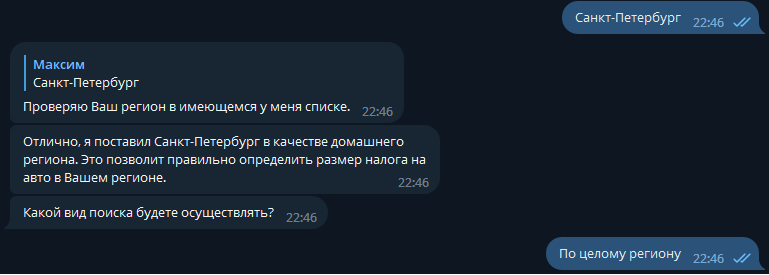 Санкт-Петербург
22:46
Максим
Санкт-Петербург
Проверяю Ваш регион в имеющемся у меня списке.
22:46
Отлично, я поставил Санкт-Петербург в качестве домашнего
региона. Это позволит правильно определить размер налога на
авто в Вашем регионе.
22:46
Какой вид поиска будете осуществлять?
22:46
По целому региону
22:46